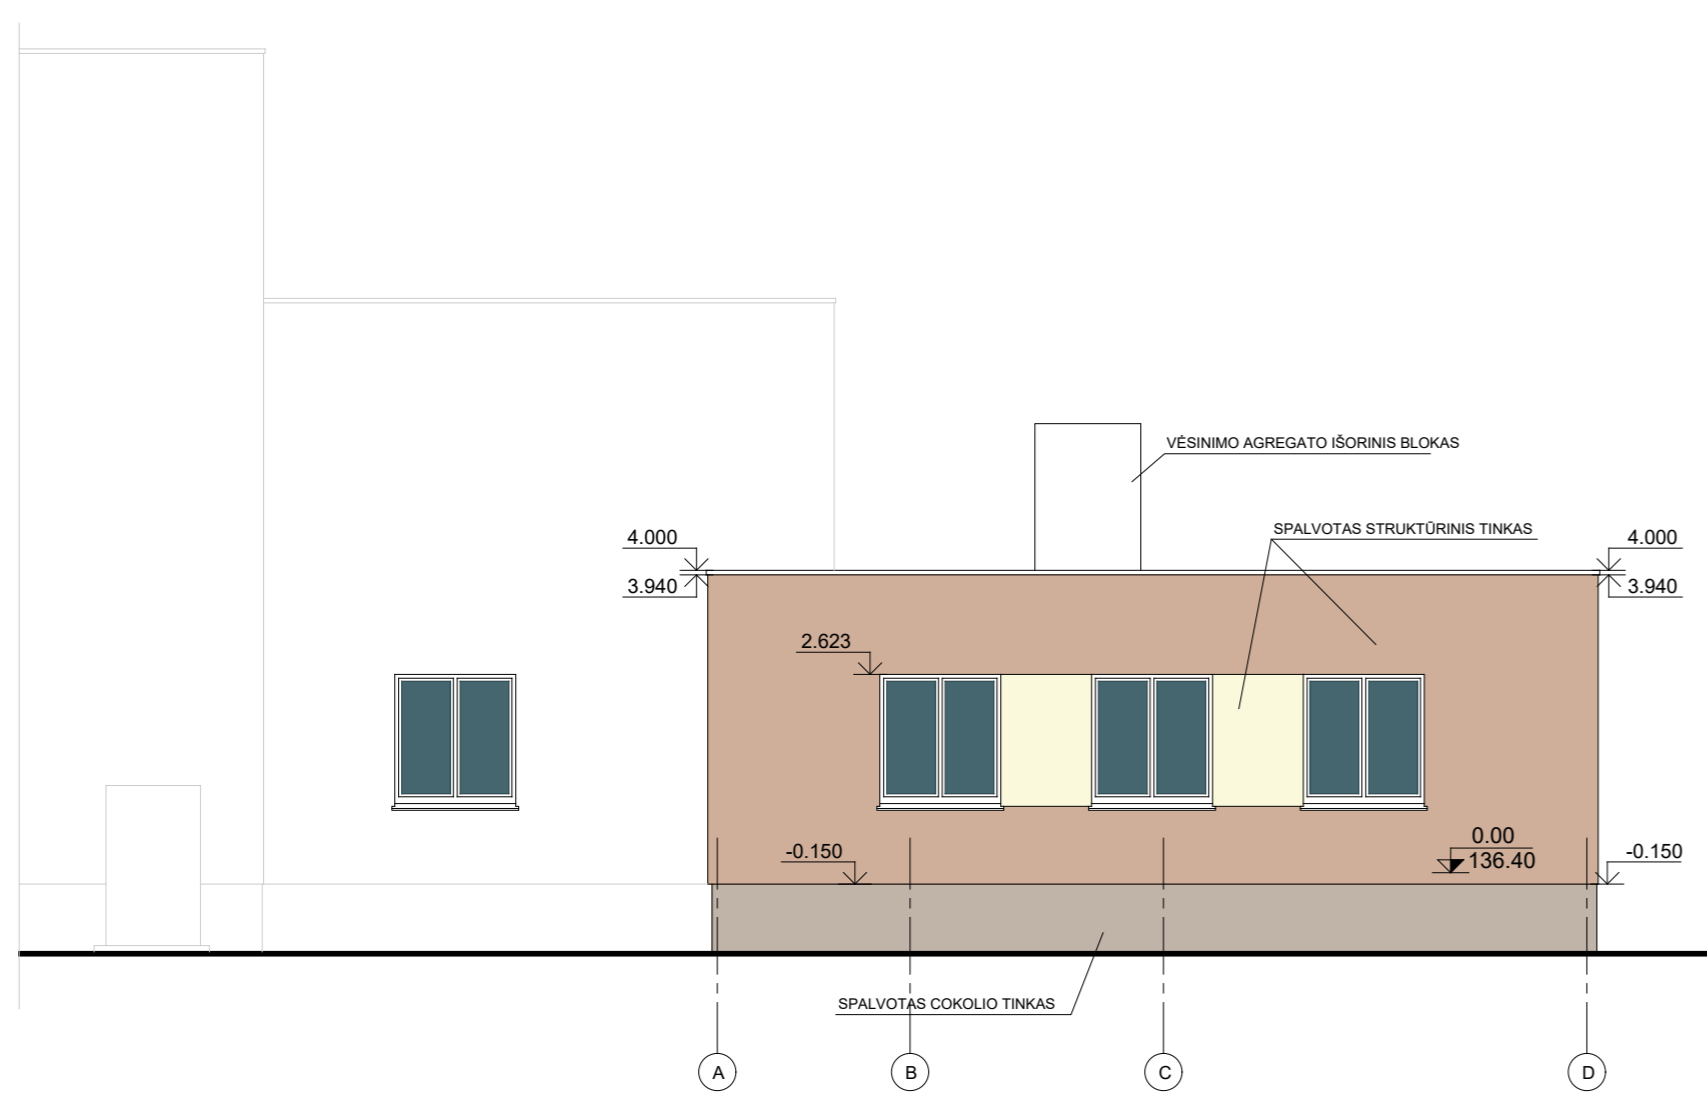 VĖSINIMO AGREGATO IŠORINIS BLOKAS
SPALVOTAS STRUKTŪRINIS TINKAS
4.000
4.000
3.940
3.940
2.623
0.00
-0.150
-0.150
136.40
SPALVOTAS COKOLIO TINKAS
A
B
C
D